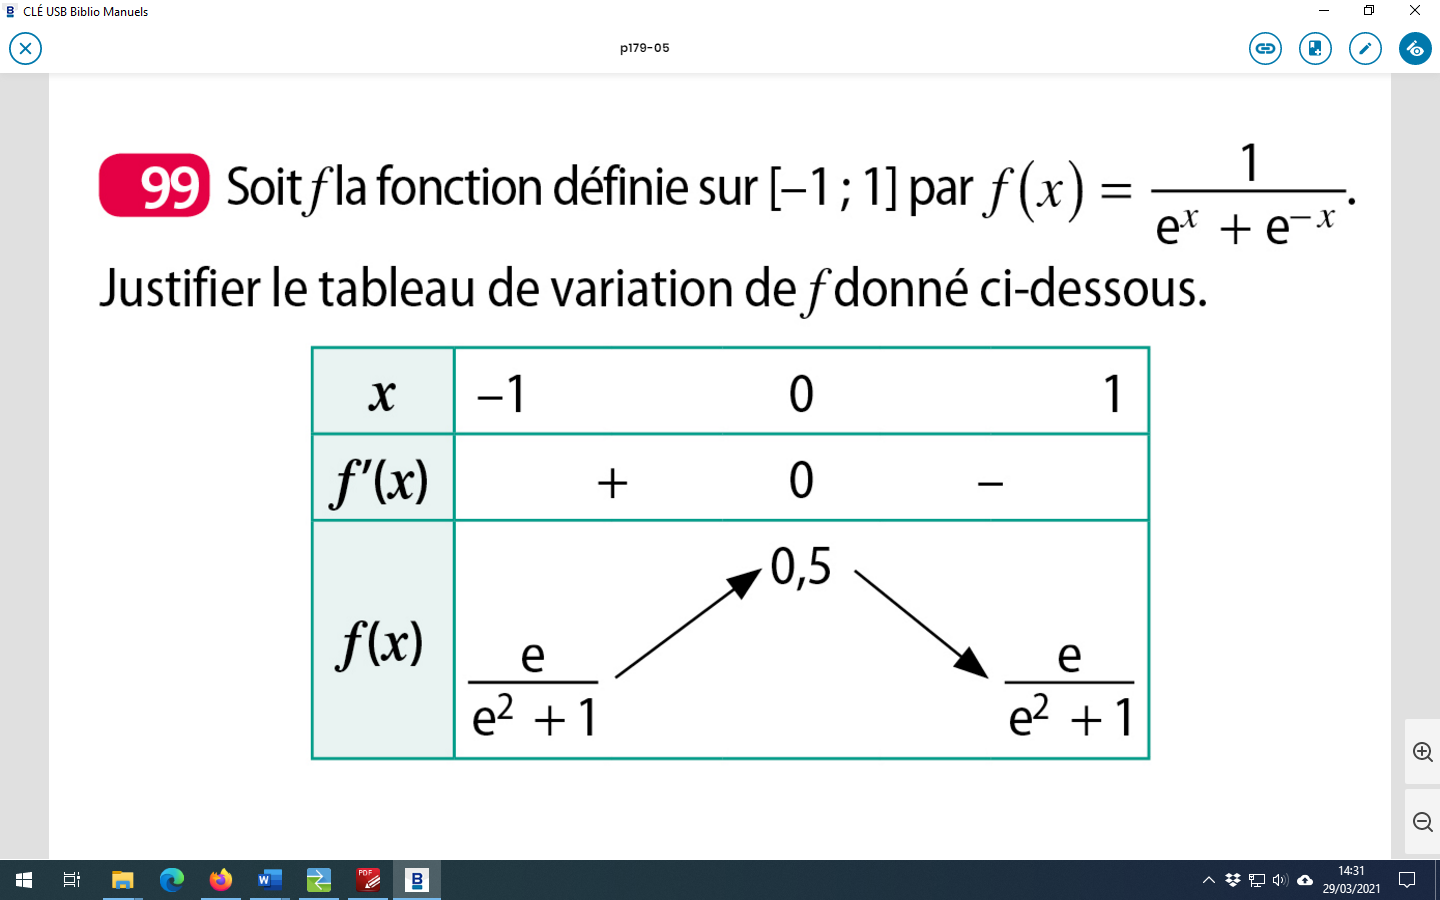 CLÉ USB Biblio Manuels
p179-05
99 Soit f la fonction définie sur [–1 ; 1] par f(x) = 1 / (eˣ + e⁻ˣ).
Justifier le tableau de variation de f donné ci-dessous.
x –1 0 1
f′(x) + 0 –
0,5
f(x) e / (e² + 1) e / (e² + 1)
14:31
29/03/2021